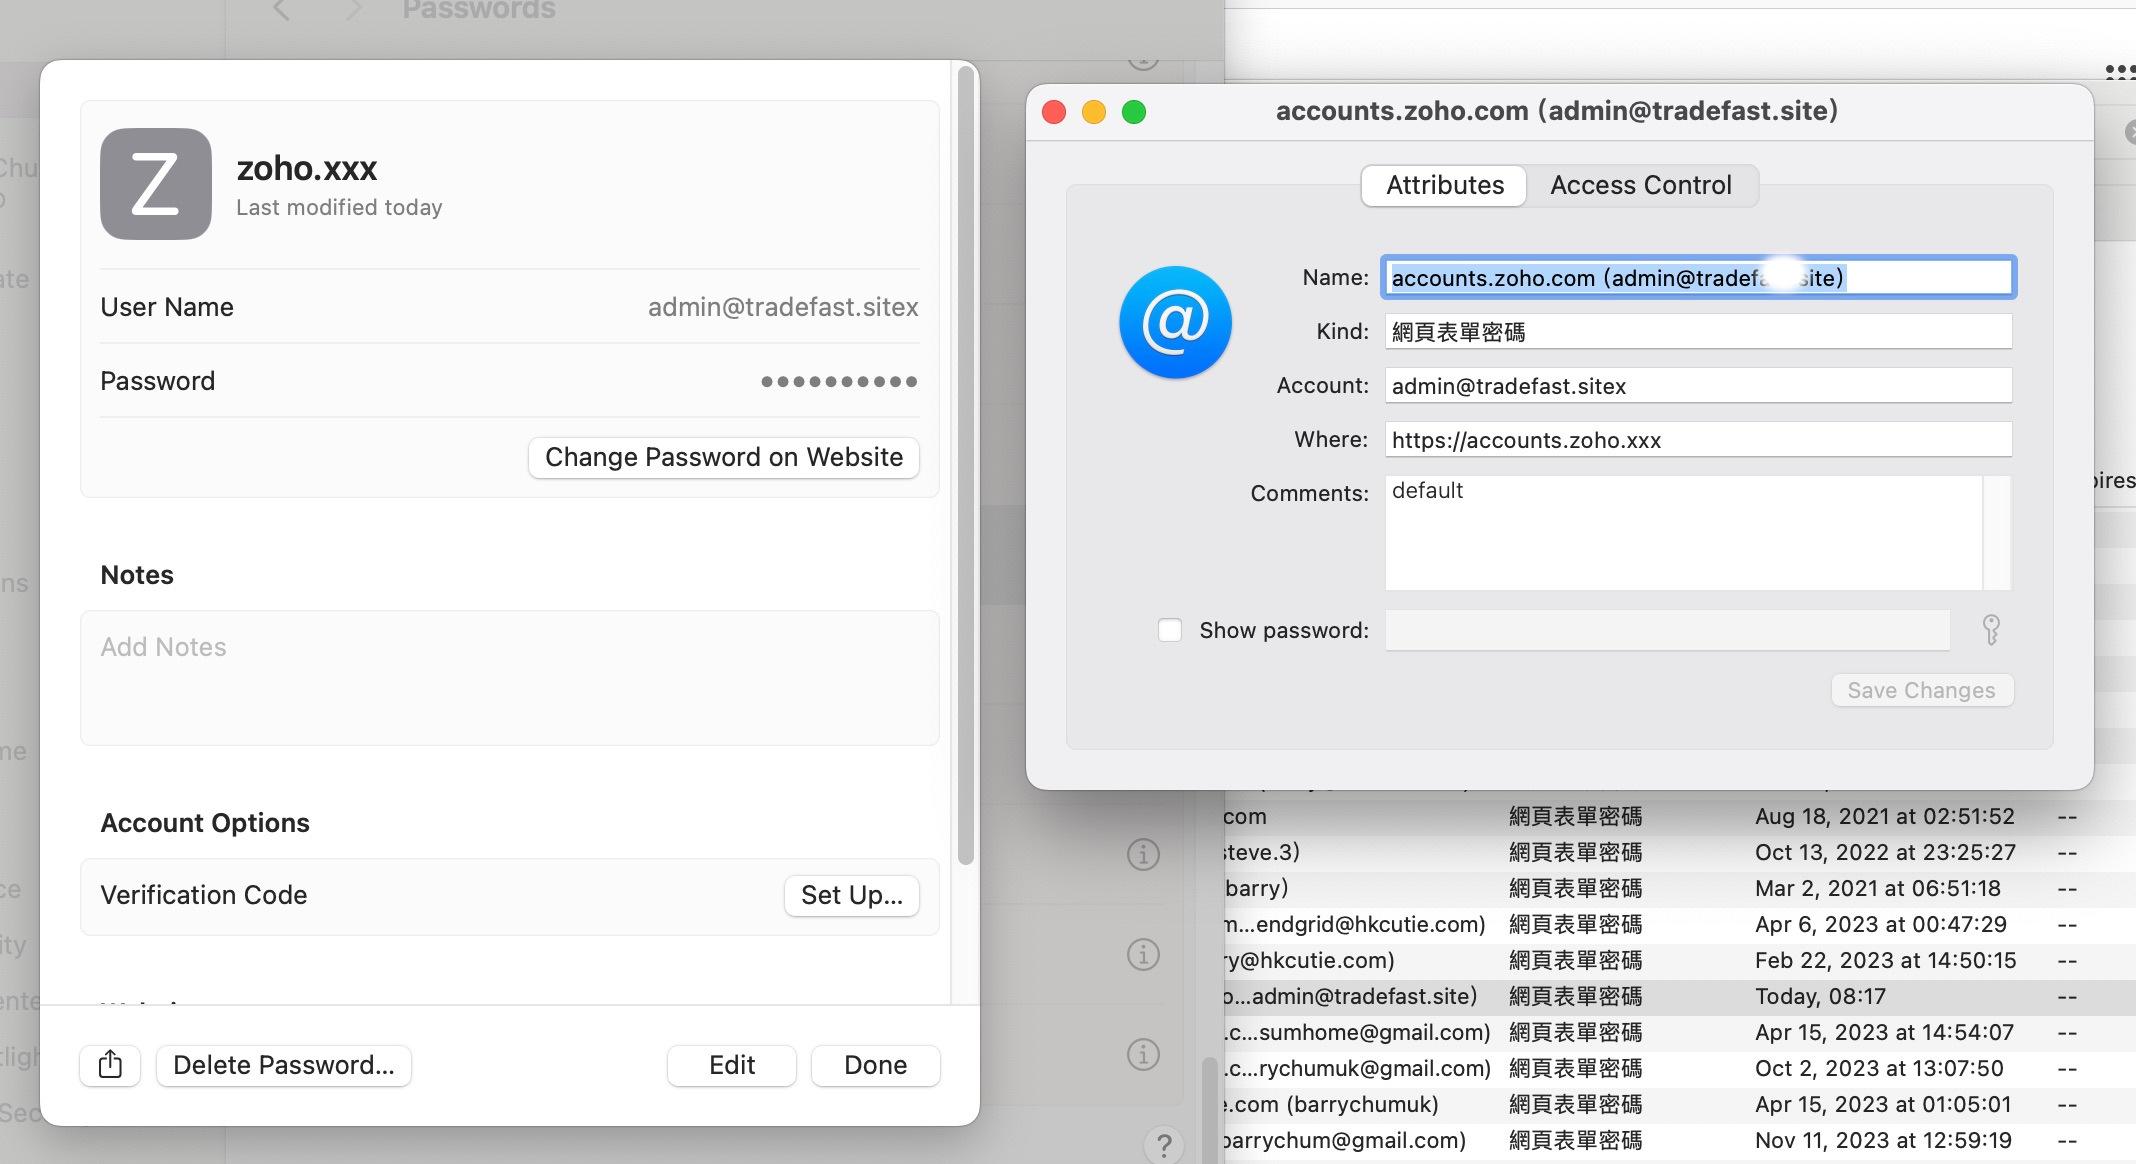 Passwords
Z
zoho.xxx
Last modified today
User Name
admin@tradefast.sitex
Password
Change Password on Website
Notes
Add Notes
Account Options
Verification Code
Set Up...
Delete Password...
Edit
Done
?
accounts.zoho.com (admin@tradefast.site)
Attributes
Access Control
Name:
accounts.zoho.com (admin@tradefa site)
Kind:
網頁表單密碼
Account:
admin@tradefast.sitex
Where:
https://accounts.zoho.xxx
Comments:
default
Show password:
Save Changes
com 網頁表單密碼 Aug 18, 2021 at 02:51:52 --
steve.3) 網頁表單密碼 Oct 13, 2022 at 23:25:27 --
barry) 網頁表單密碼 Mar 2, 2021 at 06:51:18 --
m...endgrid@hkcutie.com) 網頁表單密碼 Apr 6, 2023 at 00:47:29 --
ry@hkcutie.com) 網頁表單密碼 Feb 22, 2023 at 14:50:15 --
o...admin@tradefast.site) 網頁表單密碼 Today, 08:17 --
.c...sumhome@gmail.com) 網頁表單密碼 Apr 15, 2023 at 14:54:07 --
.c...rychumuk@gmail.com) 網頁表單密碼 Oct 2, 2023 at 13:07:50 --
e.com (barrychumuk) 網頁表單密碼 Apr 15, 2023 at 01:05:01 --
barrychum@gmail.com) 網頁表單密碼 Nov 11, 2023 at 12:59:19 --